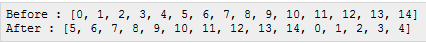 Before : [0, 1, 2, 3, 4, 5, 6, 7, 8, 9, 10, 11, 12, 13, 14]
After : [5, 6, 7, 8, 9, 10, 11, 12, 13, 14, 0, 1, 2, 3, 4]